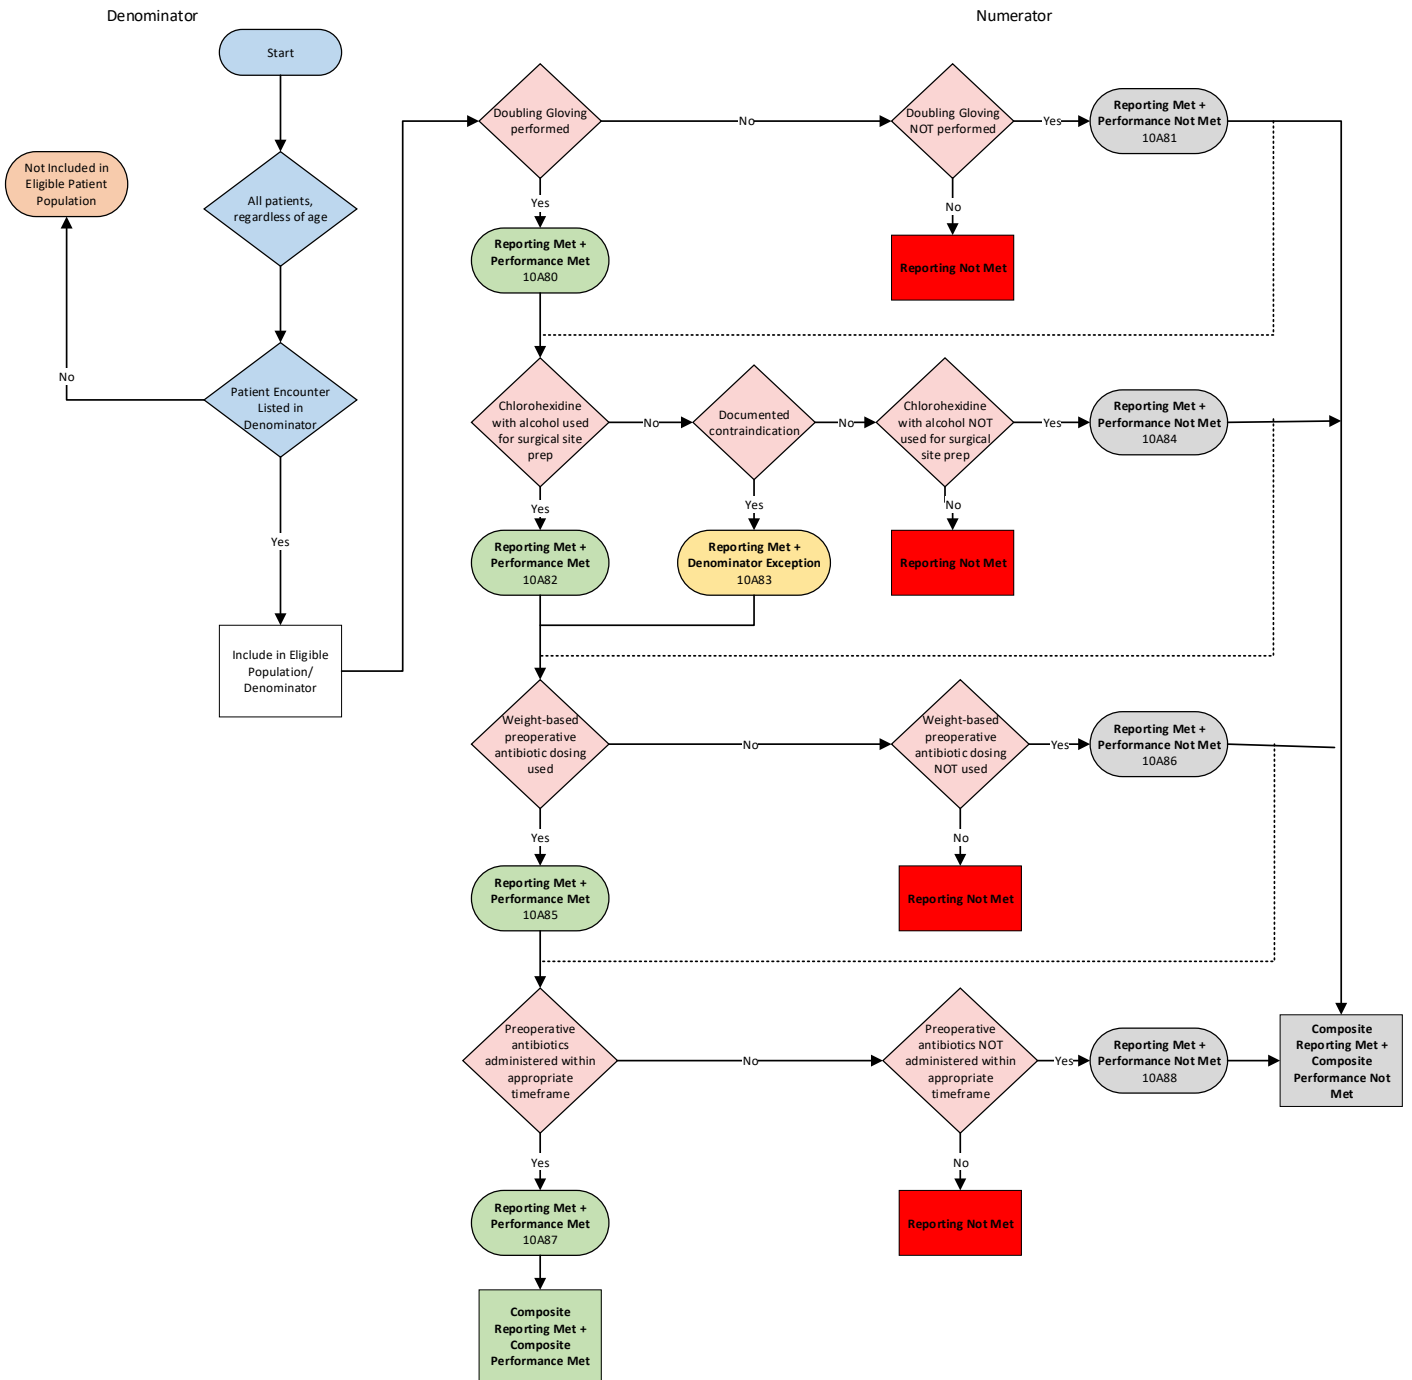 Denominator
Numerator
Start
All patients,
regardless of age
Not Included in
Eligible Patient
Population
Patient Encounter
Listed in
Denominator
No
Yes
Include in Eligible
Population/
Denominator
Doubling Gloving
performed
No
Doubling Gloving
NOT performed
Yes
Reporting Met +
Performance Not Met
10A81
Yes
No
Reporting Met +
Performance Met
10A80
Reporting Not Met
Chlorohexidine
with alcohol used
for surgical site
prep
No
Documented
contraindication
No
Chlorohexidine
with alcohol NOT
used for surgical
site prep
Yes
Reporting Met +
Performance Not Met
10A84
Yes
Yes
No
Reporting Met +
Performance Met
10A82
Reporting Met +
Denominator Exception
10A83
Reporting Not Met
Weight-based
preoperative
antibiotic dosing
used
No
Weight-based
preoperative
antibiotic dosing
NOT used
Yes
Reporting Met +
Performance Not Met
10A86
Yes
No
Reporting Met +
Performance Met
10A85
Reporting Not Met
Preoperative
antibiotics
administered within
appropriate
timeframe
No
Preoperative
antibiotics NOT
administered within
appropriate
timeframe
Yes
Reporting Met +
Performance Not Met
10A88
Composite
Reporting Met +
Composite
Performance Not
Met
Yes
No
Reporting Met +
Performance Met
10A87
Reporting Not Met
Composite
Reporting Met +
Composite
Performance Met